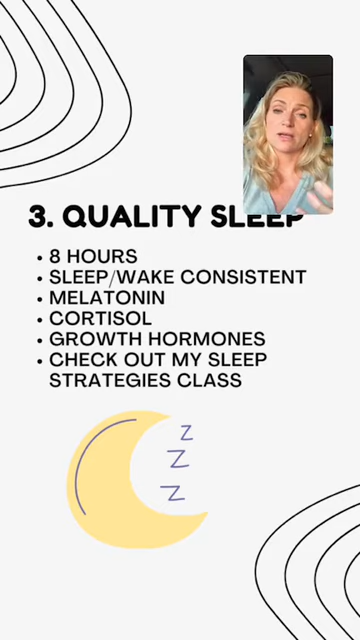 3. QUALITY SLEEP
• 8 HOURS
• SLEEP/WAKE CONSISTENT
• MELATONIN
• CORTISOL
• GROWTH HORMONES
• CHECK OUT MY SLEEP
STRATEGIES CLASS
Z
Z
Z